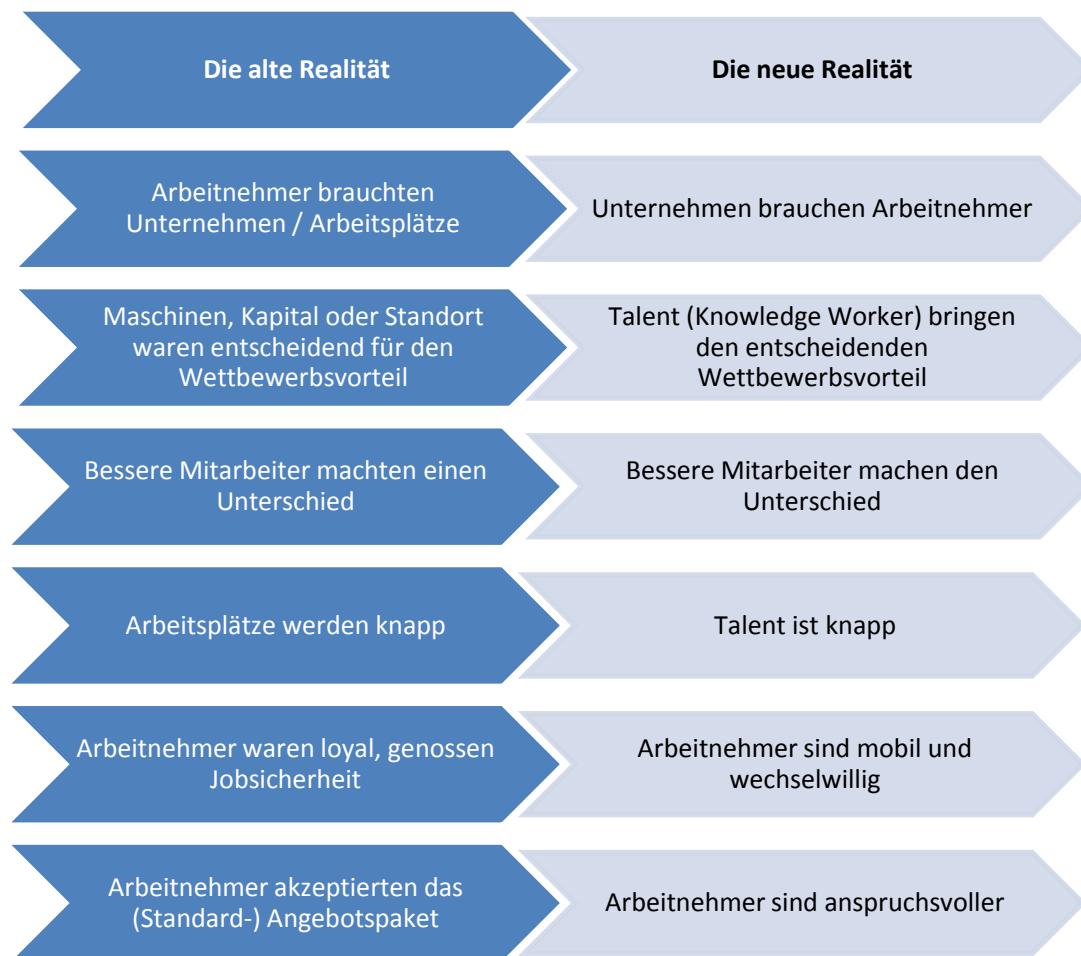 Die alte Realität
Die neue Realität
Arbeitnehmer brauchten
Unternehmen / Arbeitsplätze
Unternehmen brauchen Arbeitnehmer
Maschinen, Kapital oder Standort
waren entscheidend für den
Wettbewerbsvorteil
Talent (Knowledge Worker) bringen
den entscheidenden
Wettbewerbsvorteil
Bessere Mitarbeiter machten einen
Unterschied
Bessere Mitarbeiter machen den
Unterschied
Arbeitsplätze werden knapp
Talent ist knapp
Arbeitnehmer waren loyal, genossen
Jobsicherheit
Arbeitnehmer sind mobil und
wechselwillig
Arbeitnehmer akzeptierten das
(Standard-) Angebotspaket
Arbeitnehmer sind anspruchsvoller